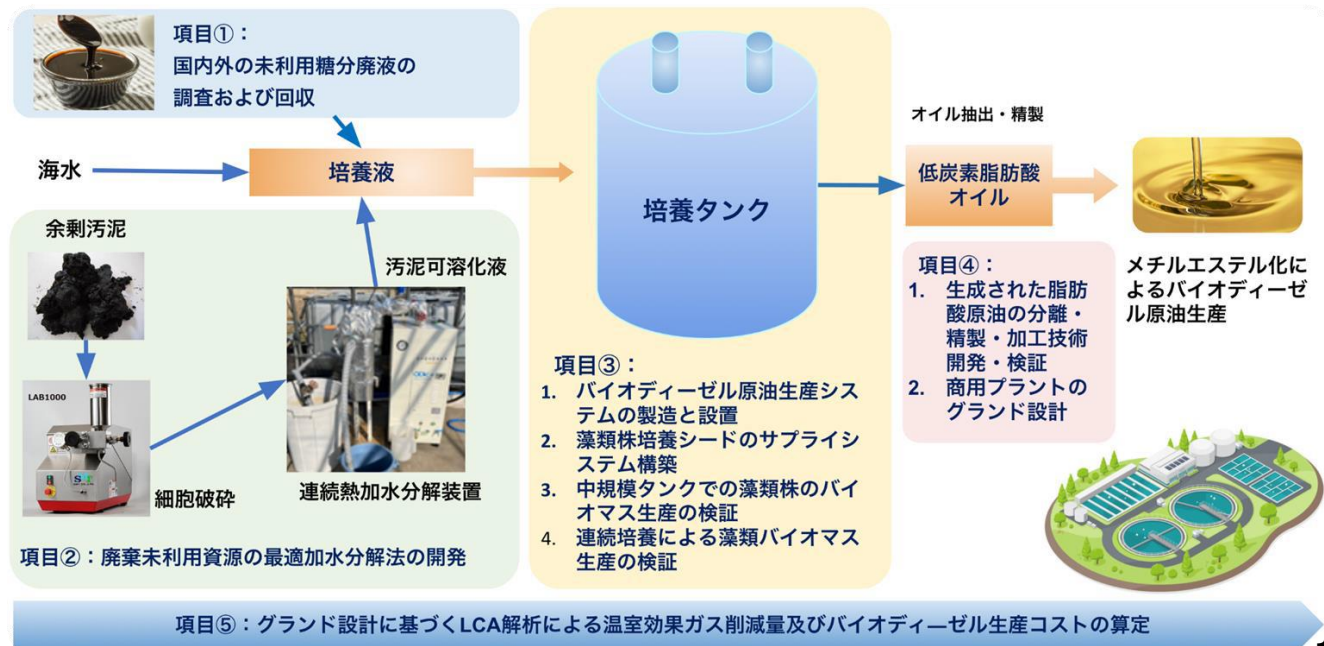 項目①：
国内外の未利用糖分廃液の
調査および回収
海水
培養液
余剰汚泥
汚泥可溶化液
LAB1000
細胞破砕
連続熱加水分解装置
項目②：廃棄未利用資源の最適加水分解法の開発
培養タンク
項目③：
1. バイオディーゼル原油生産シス
テムの製造と設置
2. 藻類株培養シードのサプライシ
ステム構築
3. 中規模タンクでの藻類株のバイ
オマス生産の検証
4. 連続培養による藻類バイオマス
生産の検証
オイル抽出・精製
低炭素脂肪酸
オイル
項目④：
1. 生成された脂肪
酸原油の分離・
精製・加工技術
開発・検証
2. 商用プラントの
グランド設計
メチルエステル化に
よるバイオディーゼ
ル原油生産
項目⑤：グランド設計に基づくLCA解析による温室効果ガス削減量及びバイオディーゼル生産コストの算定